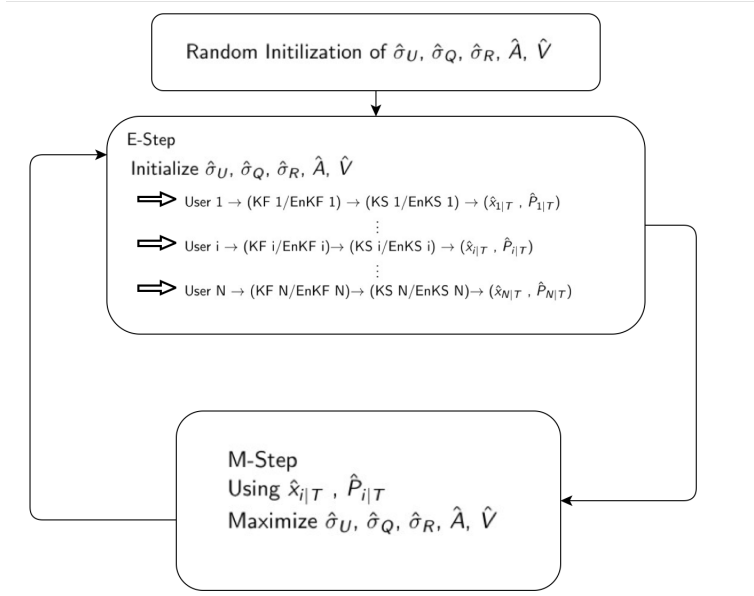 Random Initilization of σ̂_U, σ̂_Q, σ̂_R, Â, V̂
E-Step
Initialize σ̂_U, σ̂_Q, σ̂_R, Â, V̂
⇒ User 1 → (KF 1/EnKF 1) → (KS 1/EnKS 1) → (x̂_{1|T} , P̂_{1|T})
⋮
⇒ User i → (KF i/EnKF i)→ (KS i/EnKS i) → (x̂_{i|T} , P̂_{i|T})
⋮
⇒ User N → (KF N/EnKF N)→ (KS N/EnKS N)→ (x̂_{N|T} , P̂_{N|T})
M-Step
Using x̂_{i|T} , P̂_{i|T}
Maximize σ̂_U, σ̂_Q, σ̂_R, Â, V̂